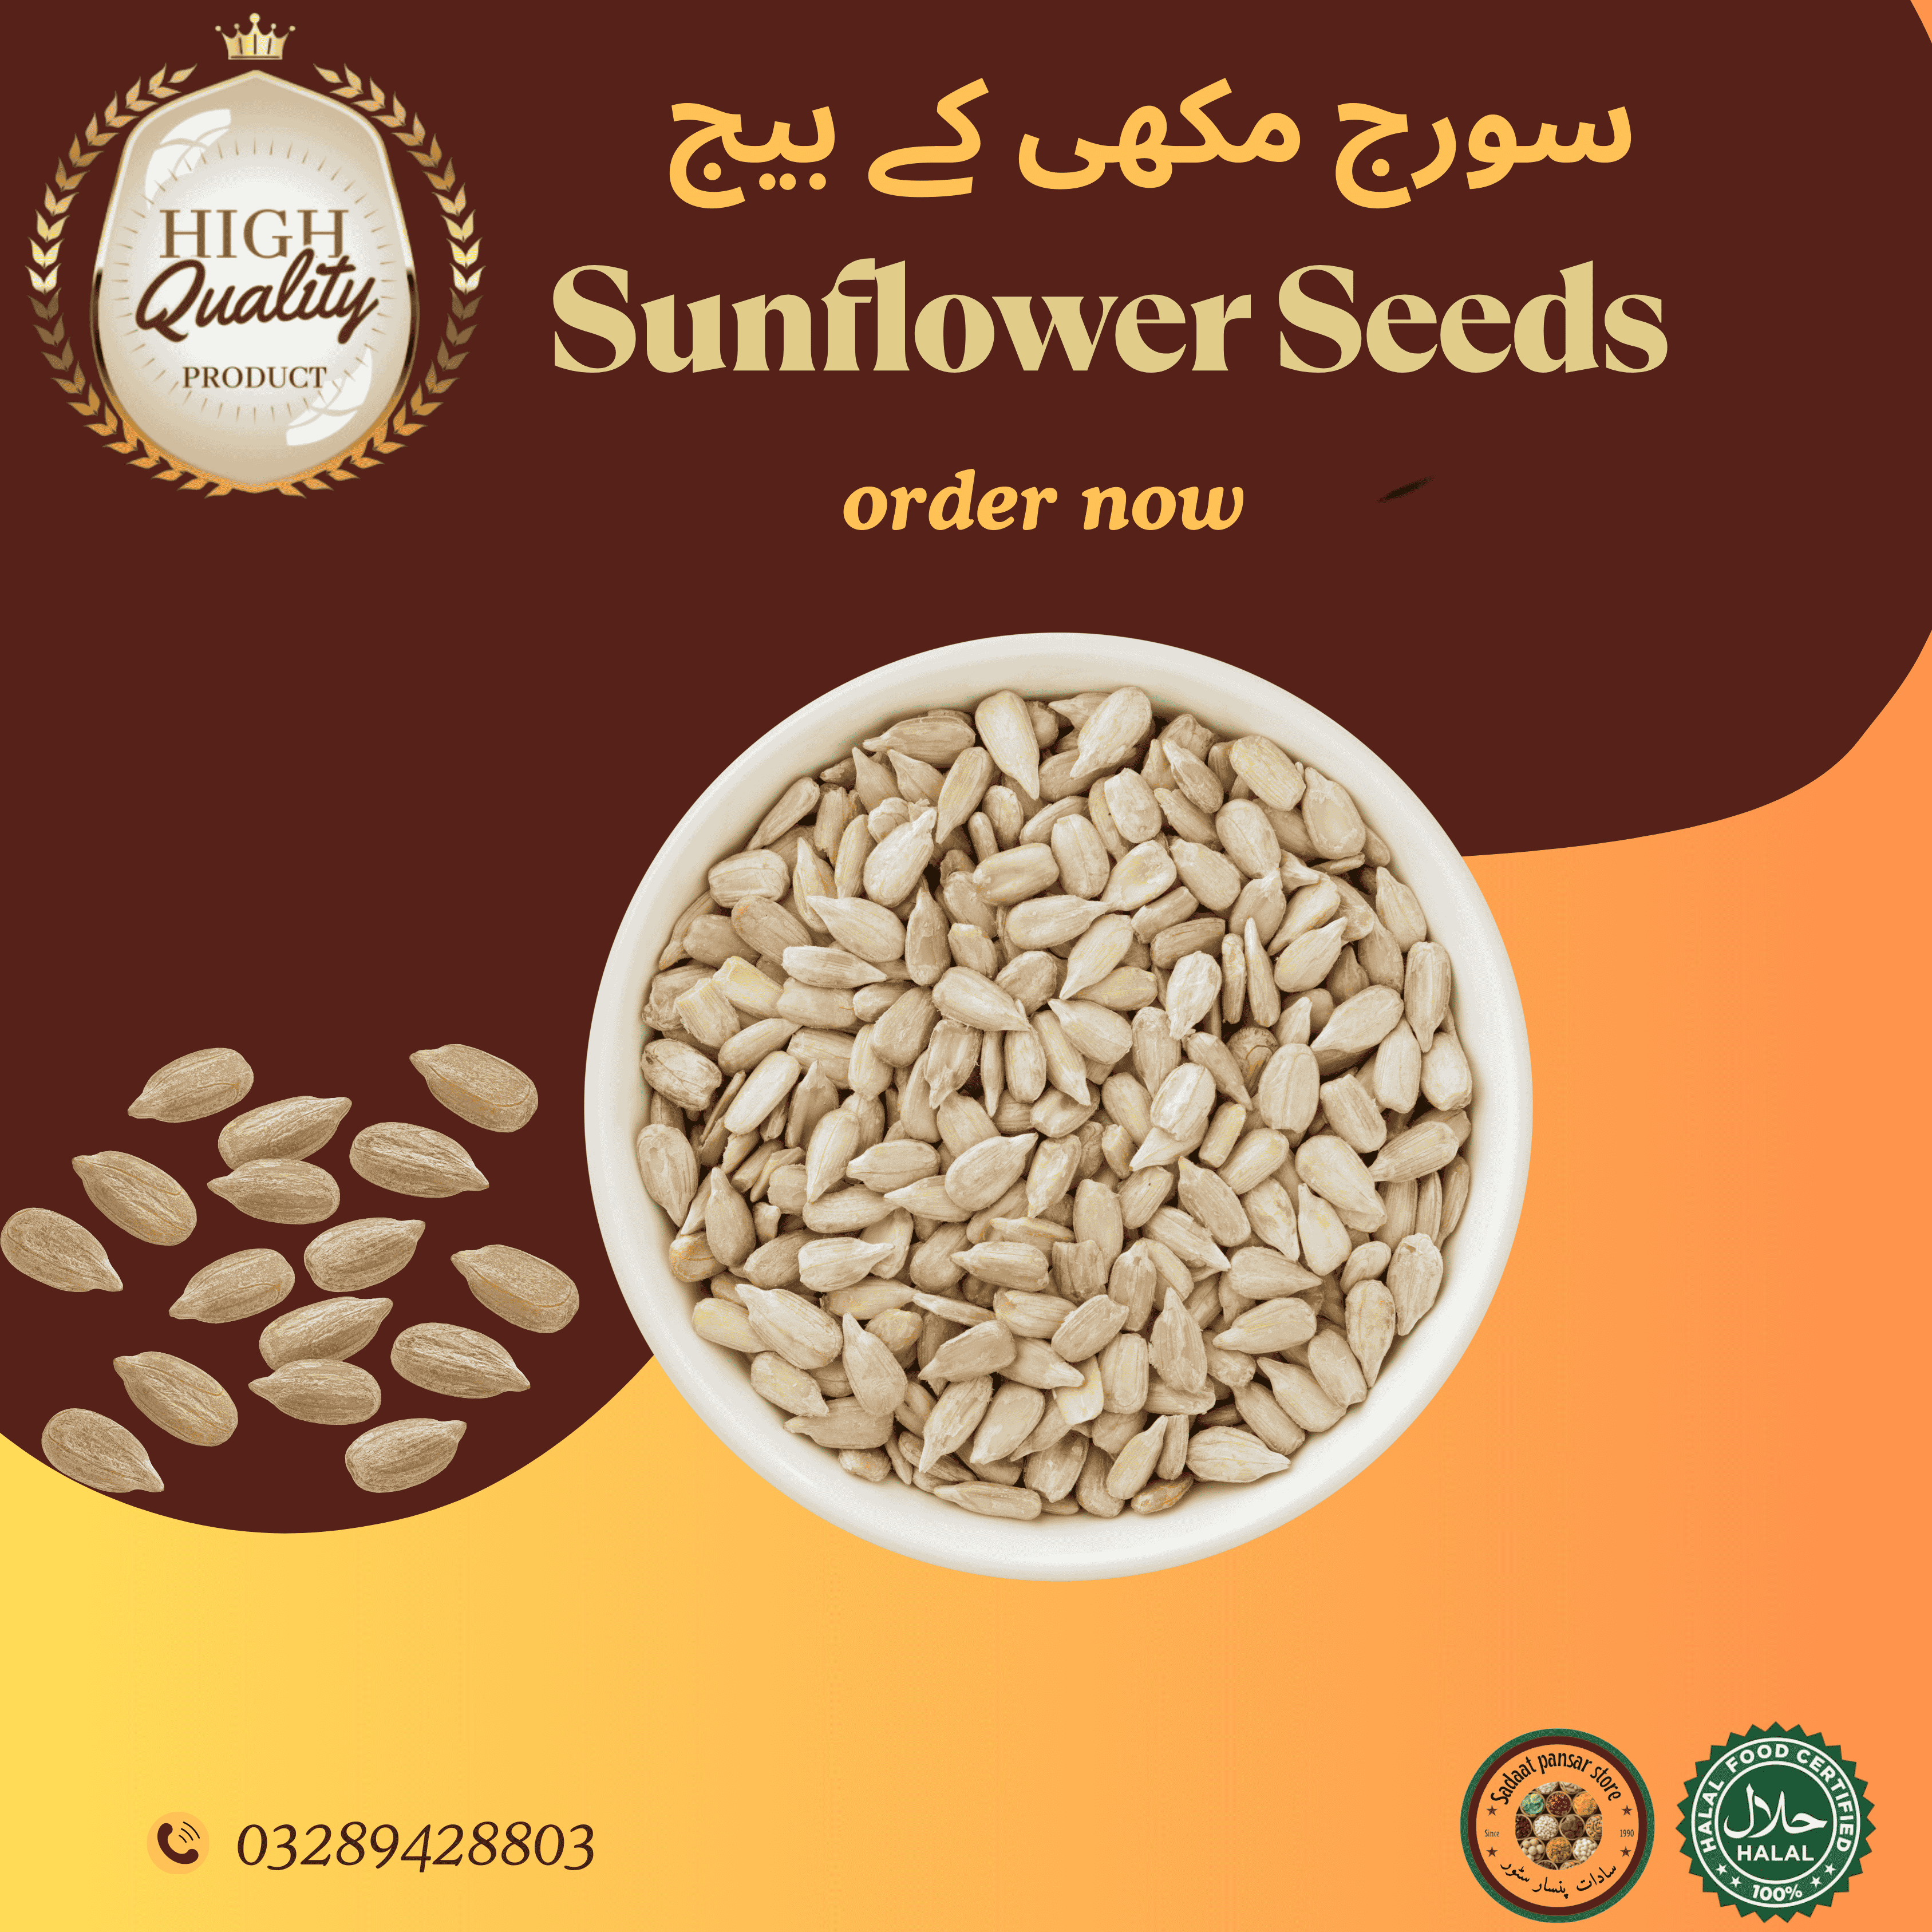 HIGH
Quality
PRODUCT
سورج مکھی کے بیج
Sunflower Seeds
order now
03289428803
Sadaat pansar store
Since 1990
سادات پنسار سٹور
HALAL FOOD CERTIFIED
حلال
HALAL
100%